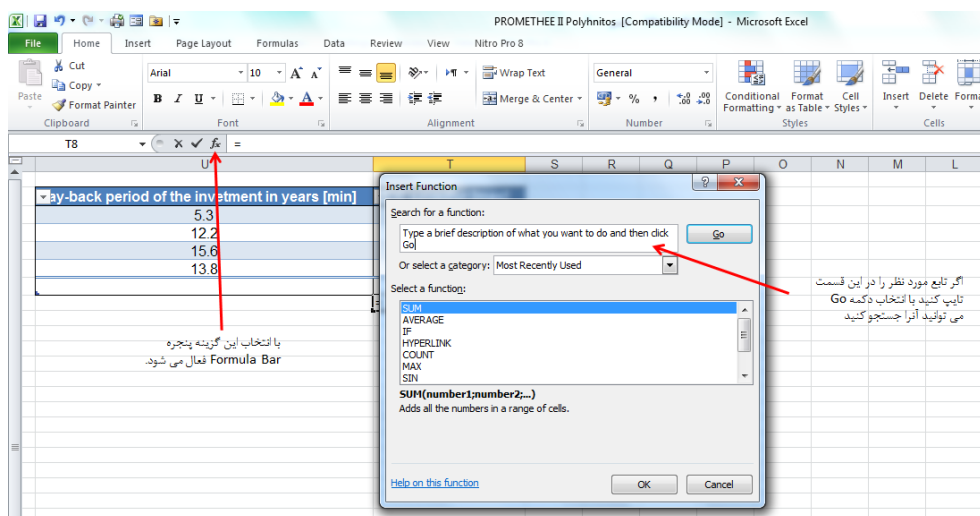 PROMETHEE II Polyhnitos [Compatibility Mode] - Microsoft Excel
File Home Insert Page Layout Formulas Data Review View Nitro Pro 8
Cut
Copy
Format Painter
Paste
Clipboard
Arial 10
B I U
Font
Wrap Text
Merge & Center
Alignment
General
% ,
Number
Conditional Formatting
Format as Table
Cell Styles
Styles
Insert Delete Forma
Cells
T8 fx =
U T S R Q P O N M L
ay-back period of the invetment in years [min]
5.3
12.2
15.6
13.8
Insert Function
Search for a function:
Type a brief description of what you want to do and then click
Go
Go
Or select a category: Most Recently Used
Select a function:
SUM
AVERAGE
IF
HYPERLINK
COUNT
MAX
SIN
SUM(number1;number2;...)
Adds all the numbers in a range of cells.
Help on this function
OK Cancel
اگر تابع مورد نظر را در این قسمت
تایپ کنید با انتخاب دکمه Go
می توانید آنرا جستجو کنید
با انتخاب این گزینه پنجره
Formula Bar فعال می شود.